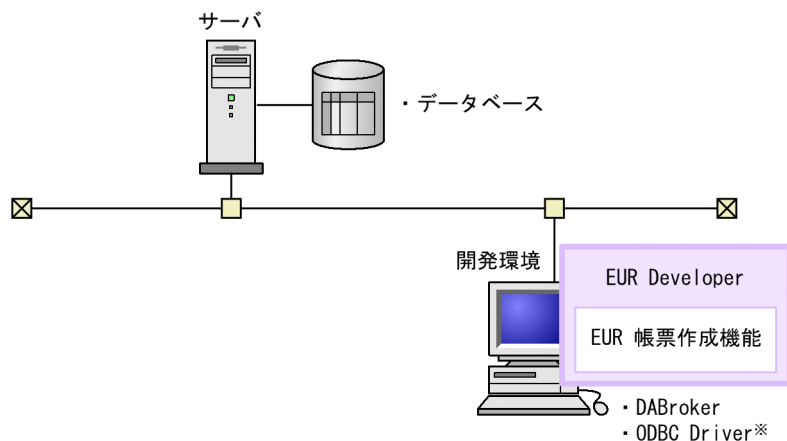 サーバ
・データベース
開発環境
EUR Developer
EUR 帳票作成機能
・DABroker
・ODBC Driver※